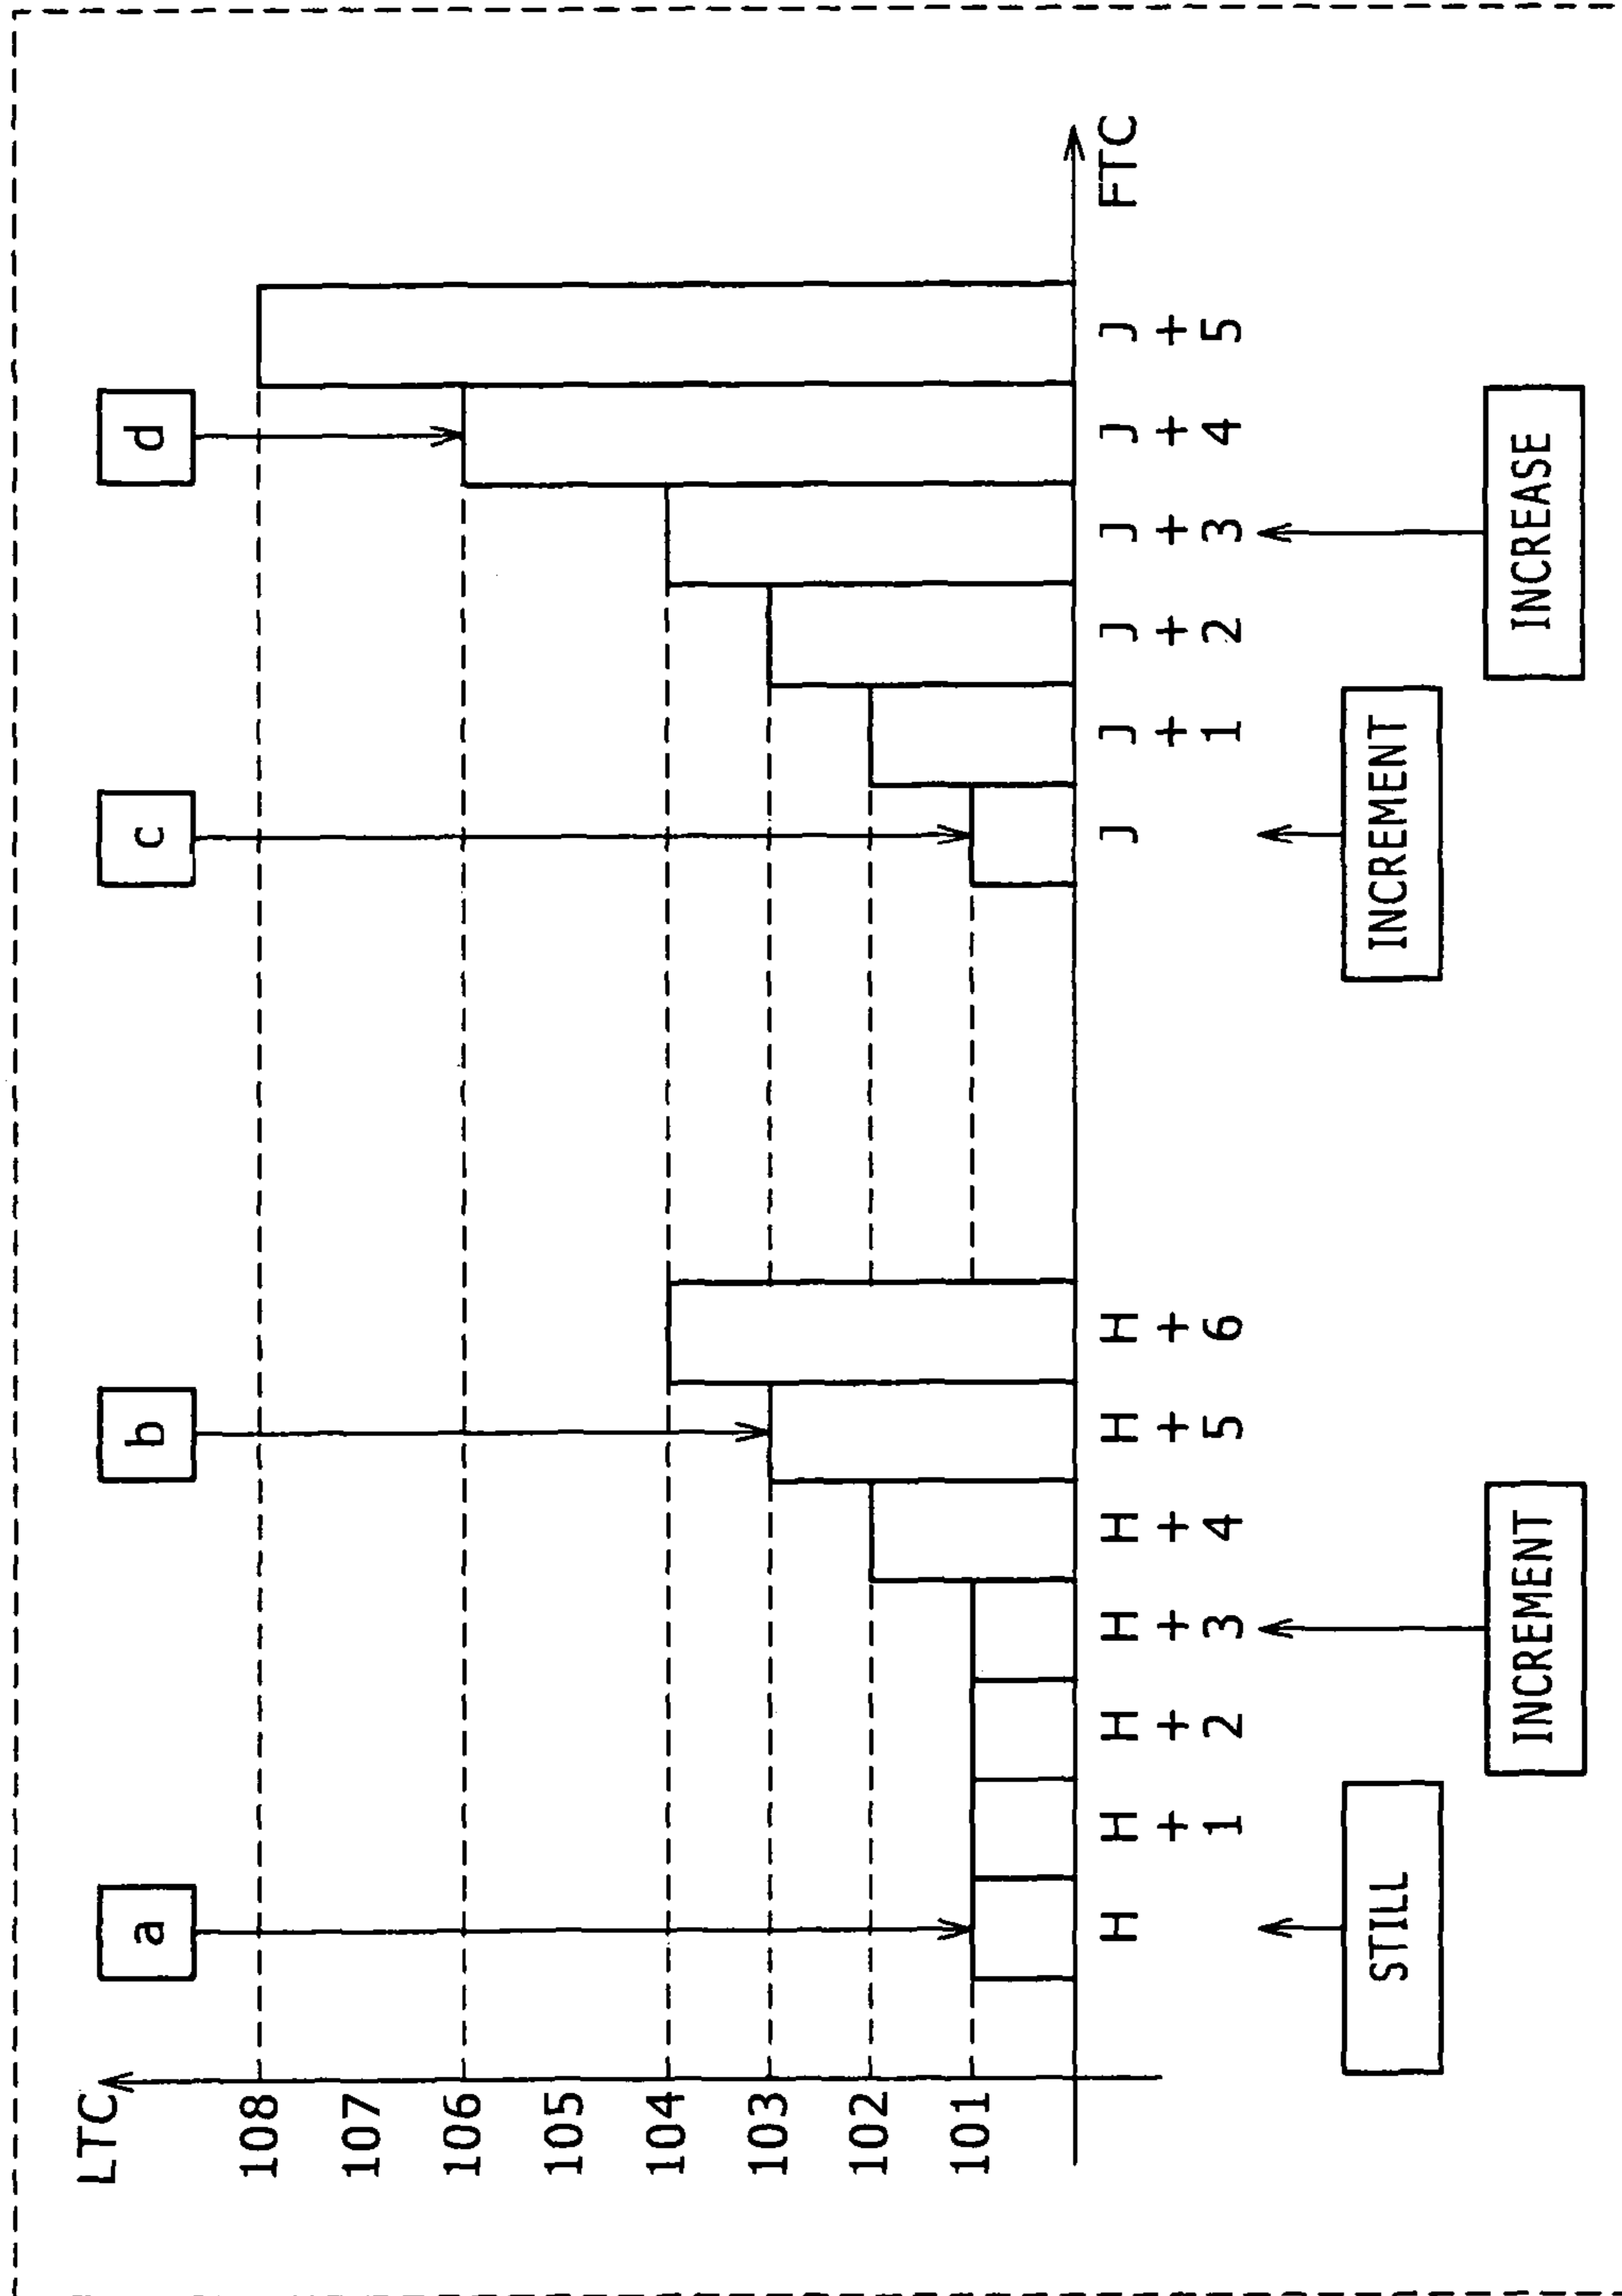 LTC
a
b
c
d
108
107
106
105
104
103
102
101
H
H+1
H+2
H+3
H+4
H+5
H+6
J
J+1
J+2
J+3
J+4
J+5
FTC
STILL
INCREMENT
INCREMENT
INCREASE